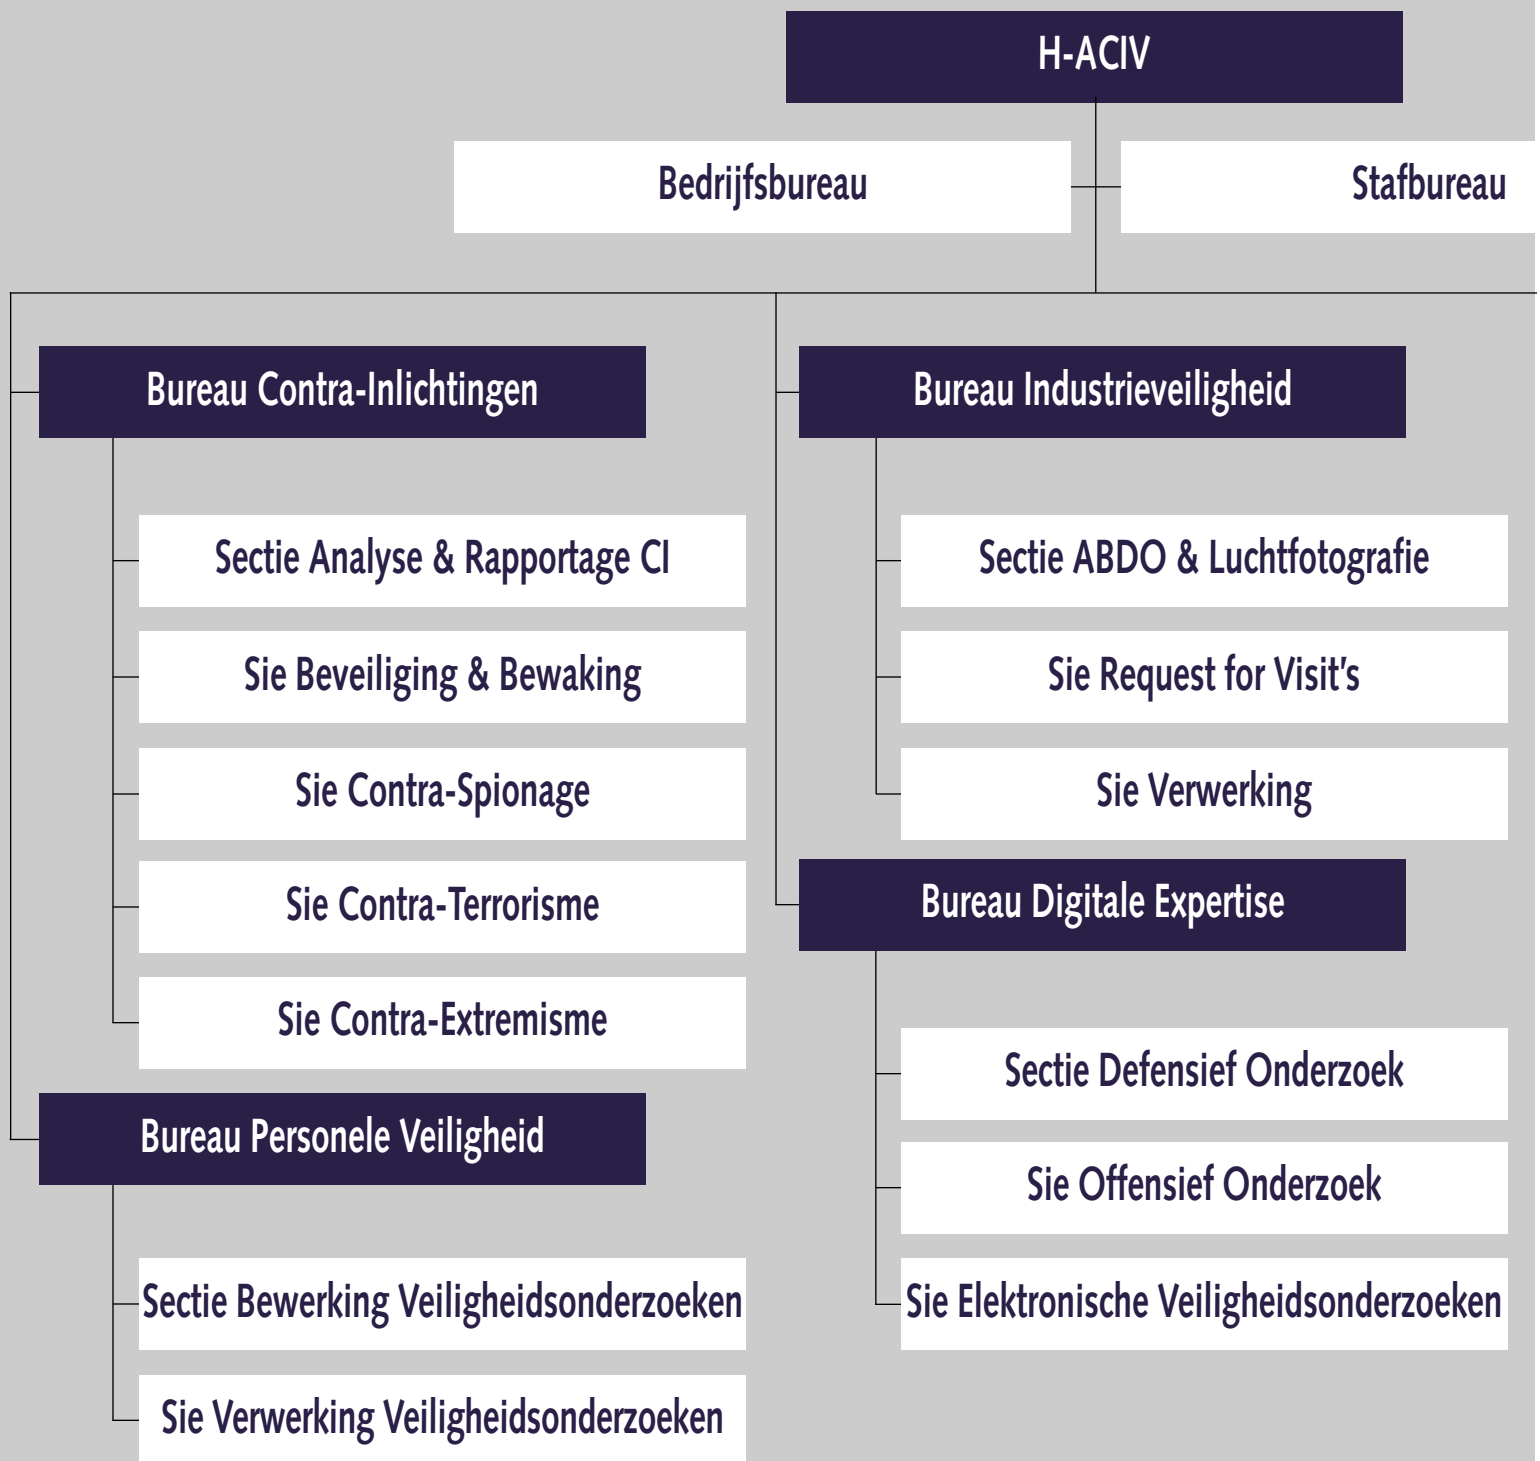 H-ACIV
Bedrijfsbureau
Stafbureau
Bureau Contra-Inlichtingen
Sectie Analyse & Rapportage CI
Sie Beveiliging & Bewaking
Sie Contra-Spionage
Sie Contra-Terrorisme
Sie Contra-Extremisme
Bureau Personele Veiligheid
Sectie Bewerking Veiligheidsonderzoeken
Sie Verwerking Veiligheidsonderzoeken
Bureau Industrieveiligheid
Sectie ABDO & Luchtfotografie
Sie Request for Visit’s
Sie Verwerking
Bureau Digitale Expertise
Sectie Defensief Onderzoek
Sie Offensief Onderzoek
Sie Elektronische Veiligheidsonderzoeken